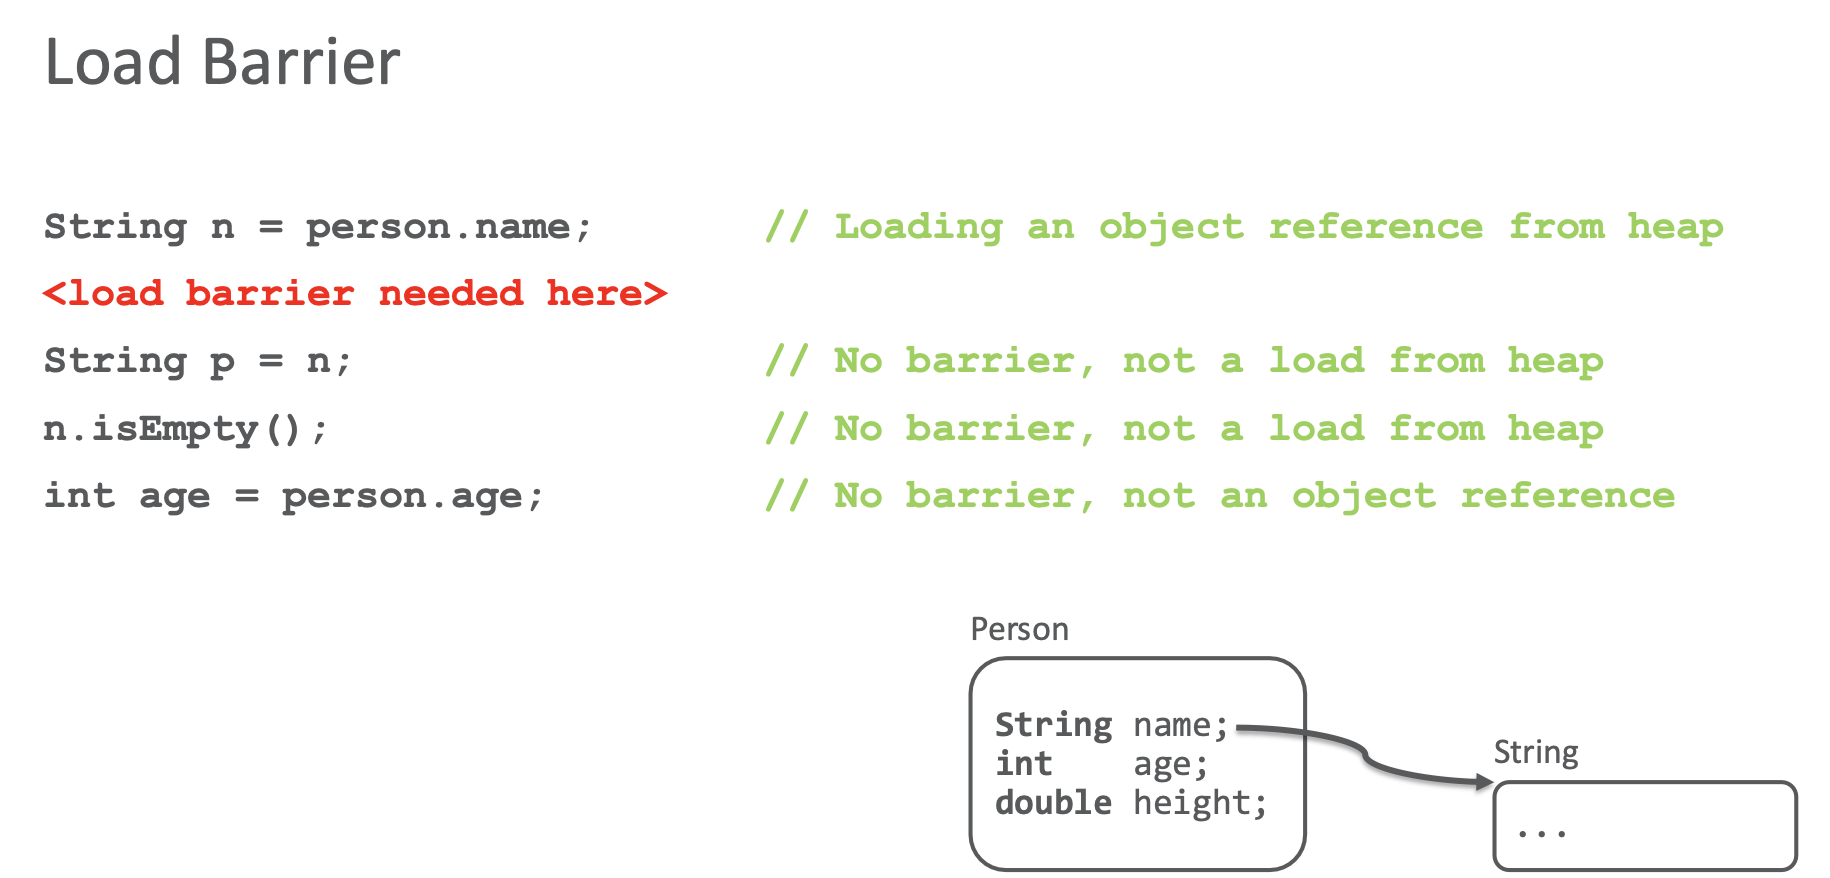 Load Barrier
String n = person.name; // Loading an object reference from heap
<load barrier needed here>
String p = n; // No barrier, not a load from heap
n.isEmpty(); // No barrier, not a load from heap
int age = person.age; // No barrier, not an object reference
Person
String name;
int age;
double height;
String
...